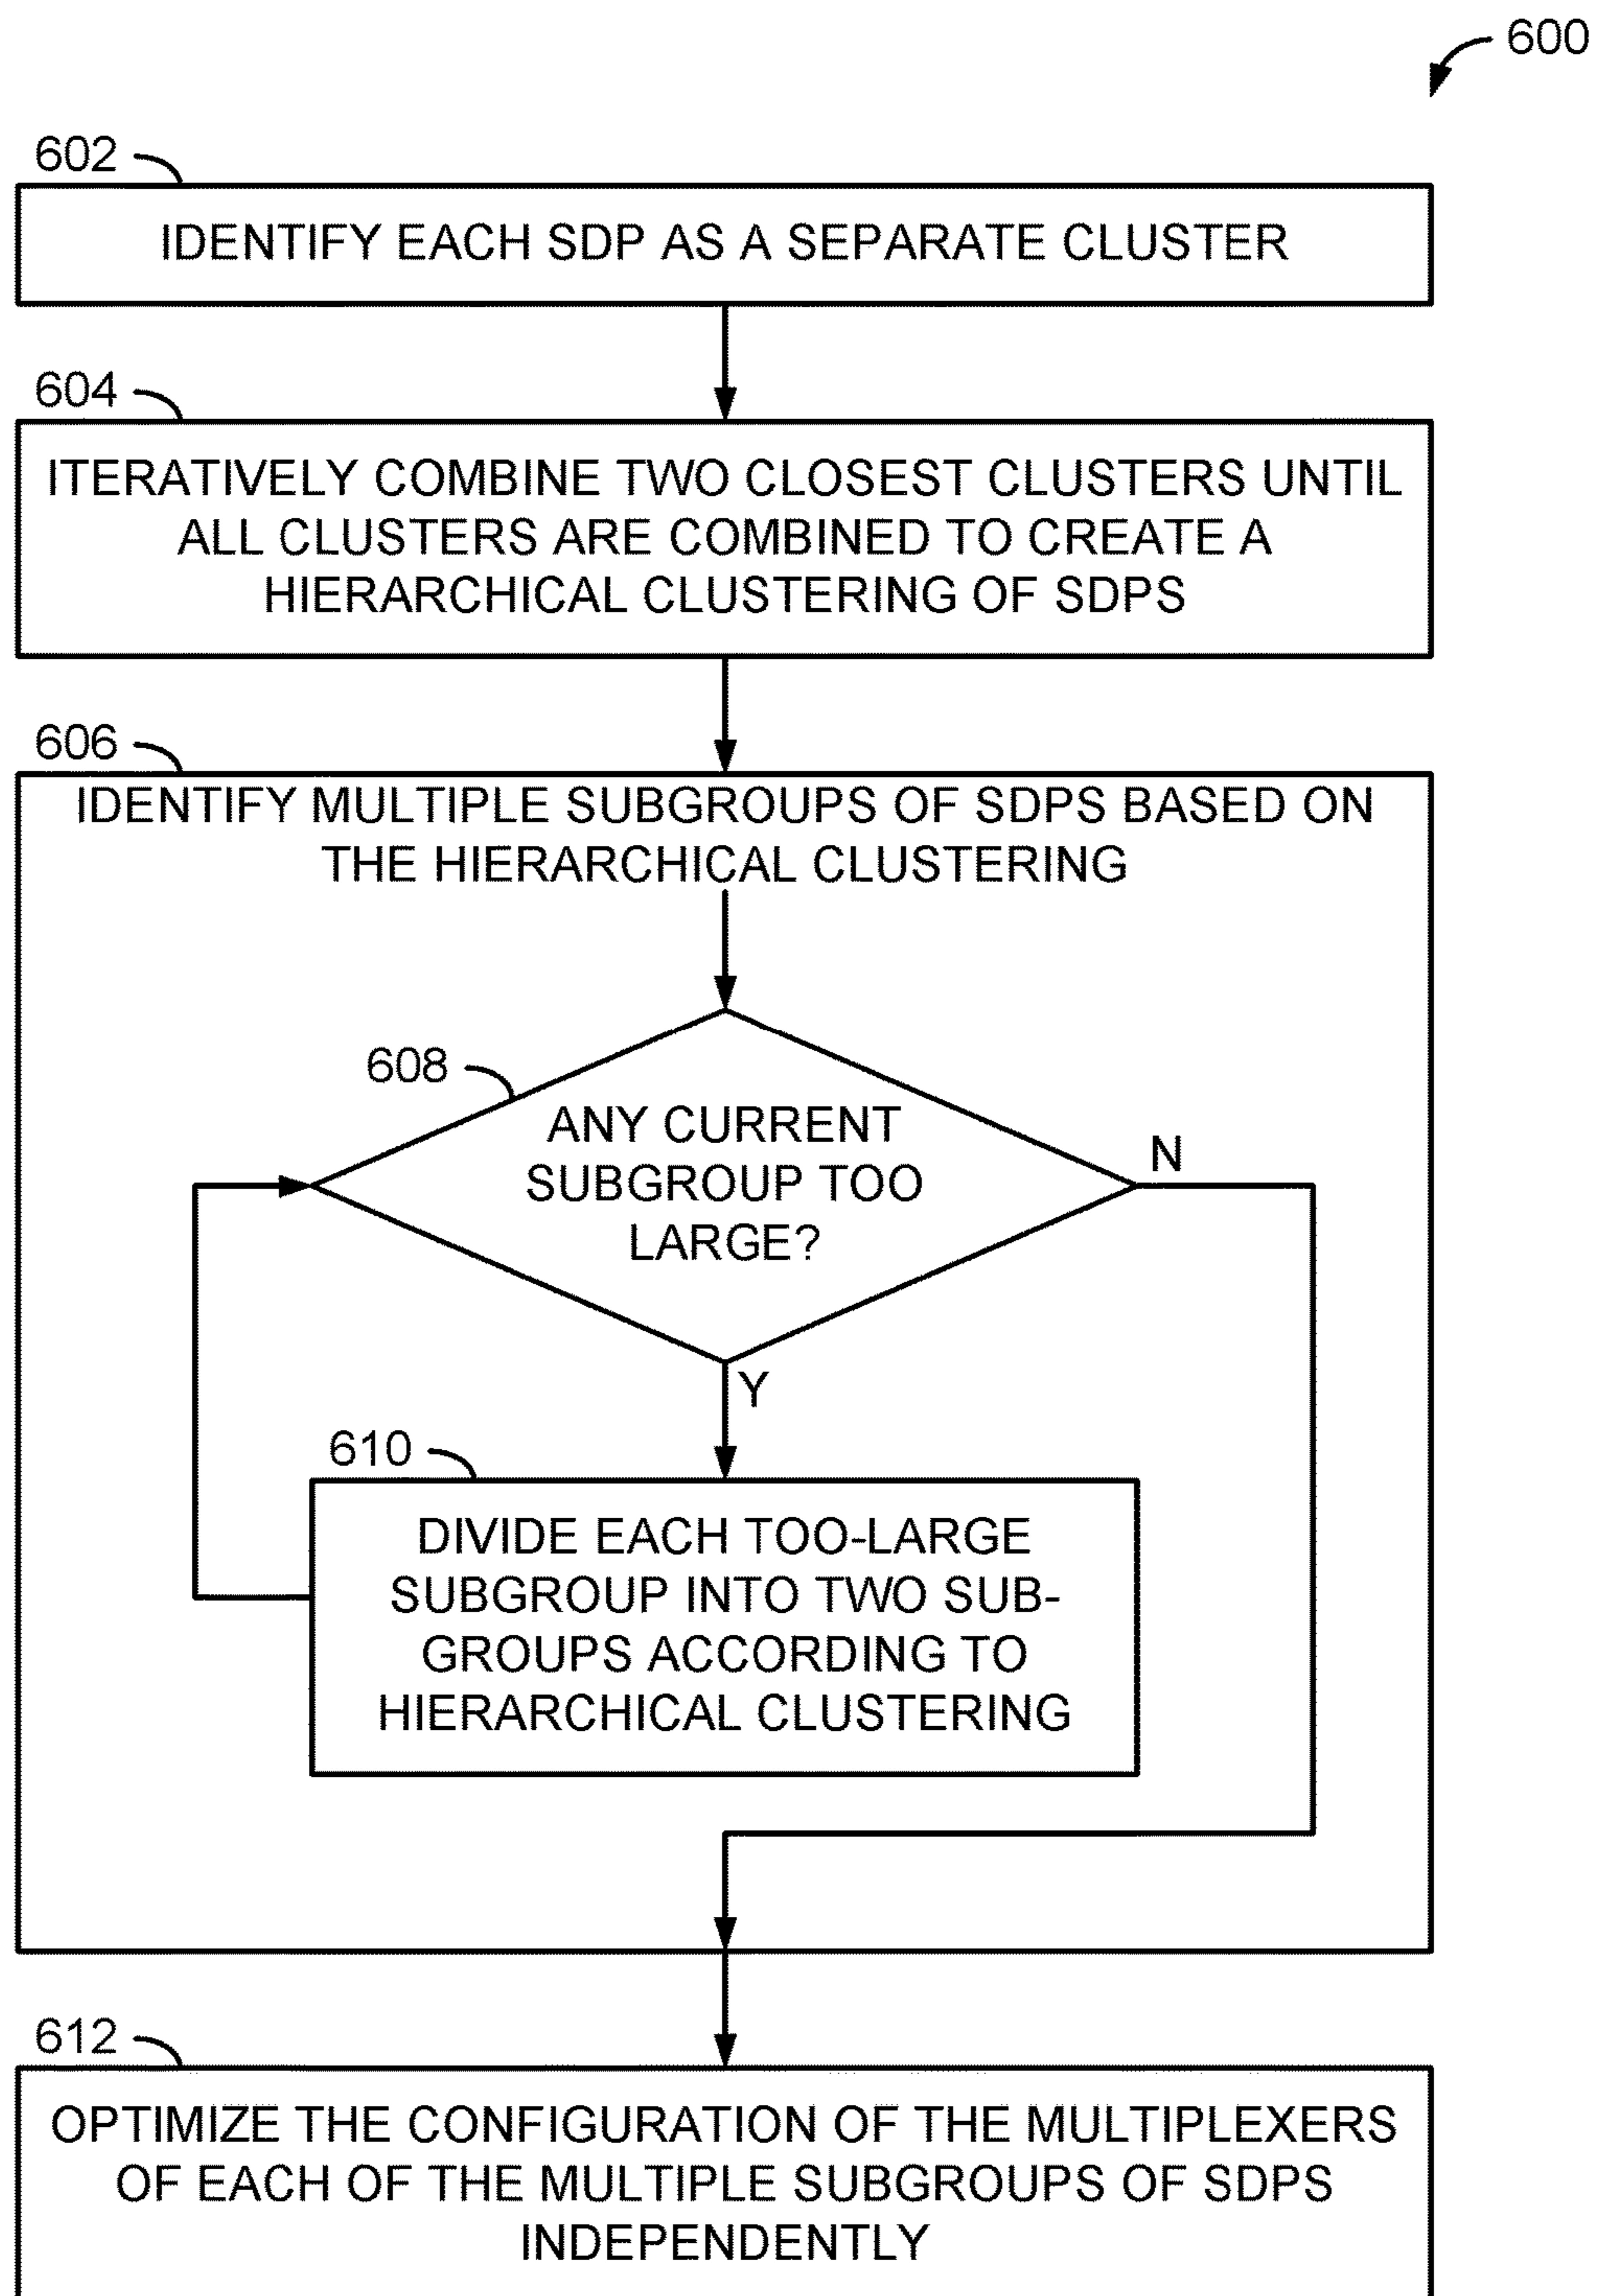 600
602
IDENTIFY EACH SDP AS A SEPARATE CLUSTER
604
ITERATIVELY COMBINE TWO CLOSEST CLUSTERS UNTIL
ALL CLUSTERS ARE COMBINED TO CREATE A
HIERARCHICAL CLUSTERING OF SDPS
606
IDENTIFY MULTIPLE SUBGROUPS OF SDPS BASED ON
THE HIERARCHICAL CLUSTERING
608
ANY CURRENT
SUBGROUP TOO
LARGE?
N
Y
610
DIVIDE EACH TOO-LARGE
SUBGROUP INTO TWO SUB-
GROUPS ACCORDING TO
HIERARCHICAL CLUSTERING
612
OPTIMIZE THE CONFIGURATION OF THE MULTIPLEXERS
OF EACH OF THE MULTIPLE SUBGROUPS OF SDPS
INDEPENDENTLY